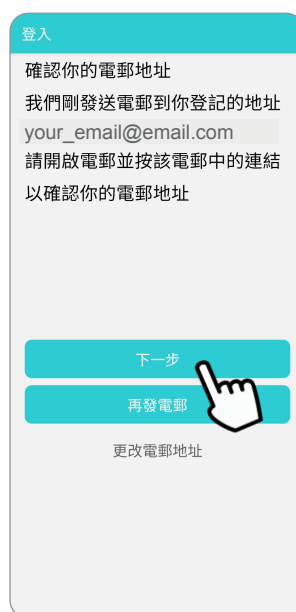 登入
確認你的電郵地址
我們剛發送電郵到你登記的地址
your_email@email.com
請開啟電郵並按該電郵中的連結
以確認你的電郵地址
下一步
再發電郵
更改電郵地址